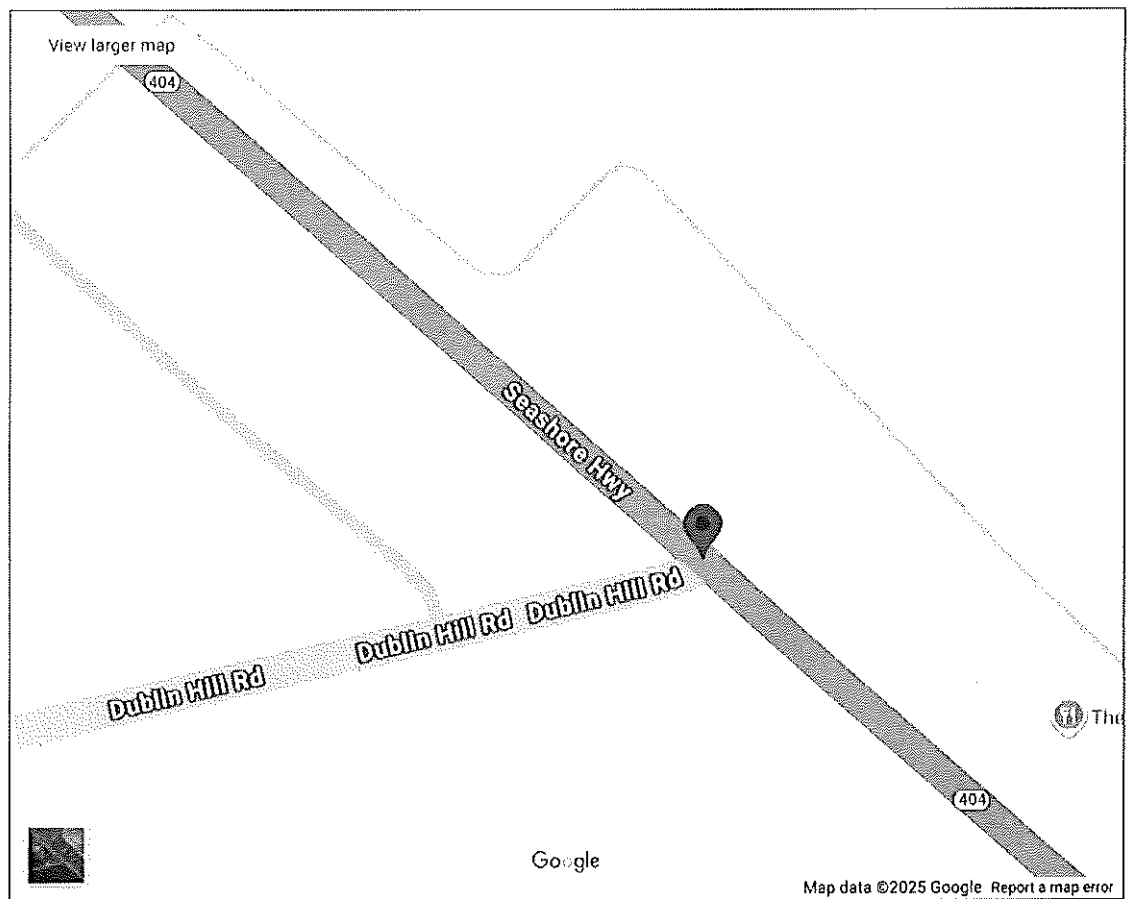 View larger map
404
Seashore Hwy
Dublin Hill Rd
Dublin Hill Rd
Dublin Hill Rd
The
404
Google
Map data ©2025 Google Report a map error